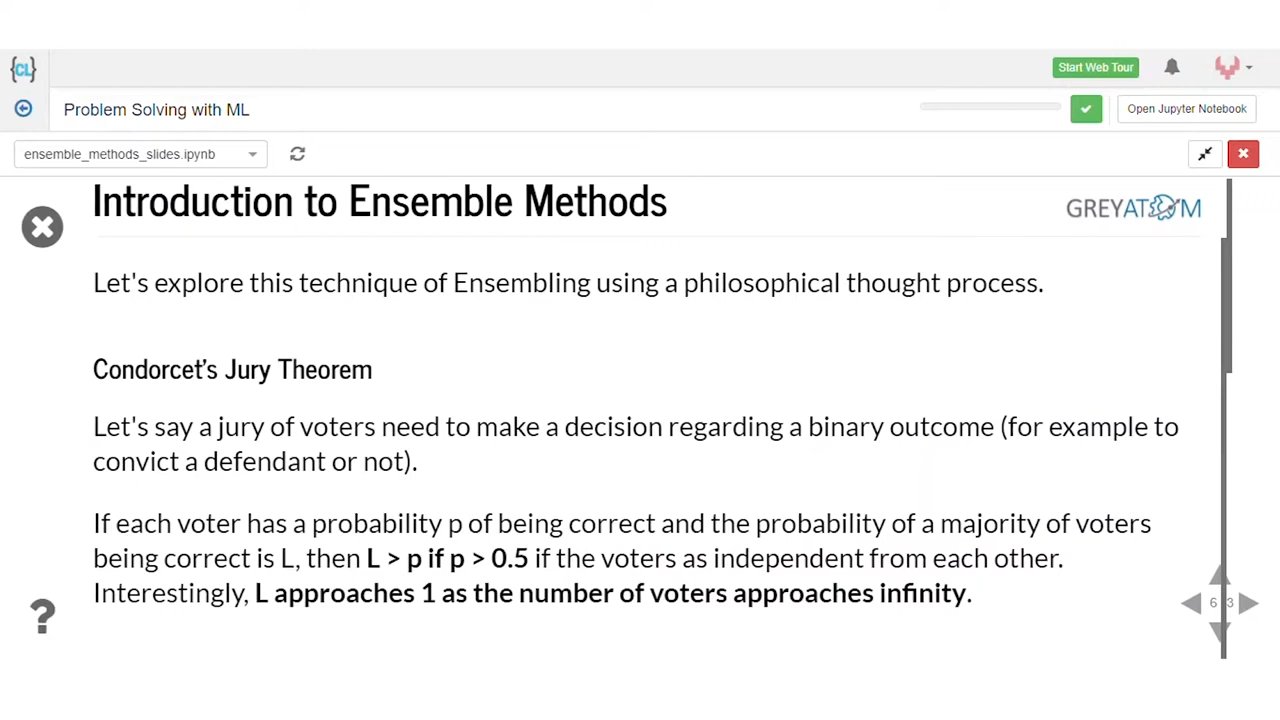 {CL}
Start Web Tour
Problem Solving with ML
Open Jupyter Notebook
ensemble_methods_slides.ipynb
Introduction to Ensemble Methods
GREYATOM
Let's explore this technique of Ensembling using a philosophical thought process.
Condorcet's Jury Theorem
Let's say a jury of voters need to make a decision regarding a binary outcome (for example to
convict a defendant or not).
If each voter has a probability p of being correct and the probability of a majority of voters
being correct is L, then L > p if p > 0.5 if the voters as independent from each other.
Interestingly, L approaches 1 as the number of voters approaches infinity.
?
6 3